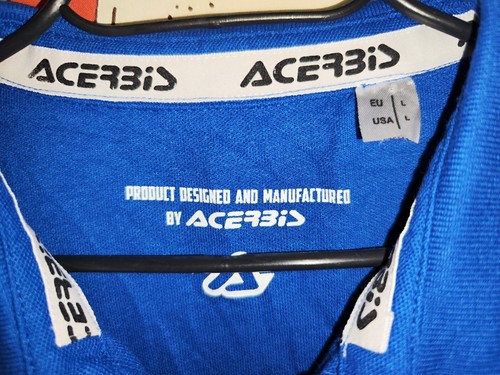 ACERBIS ACERBIS
EU L
USA L
PRODUCT DESIGNED AND MANUFACTURED
BY ACERBIS